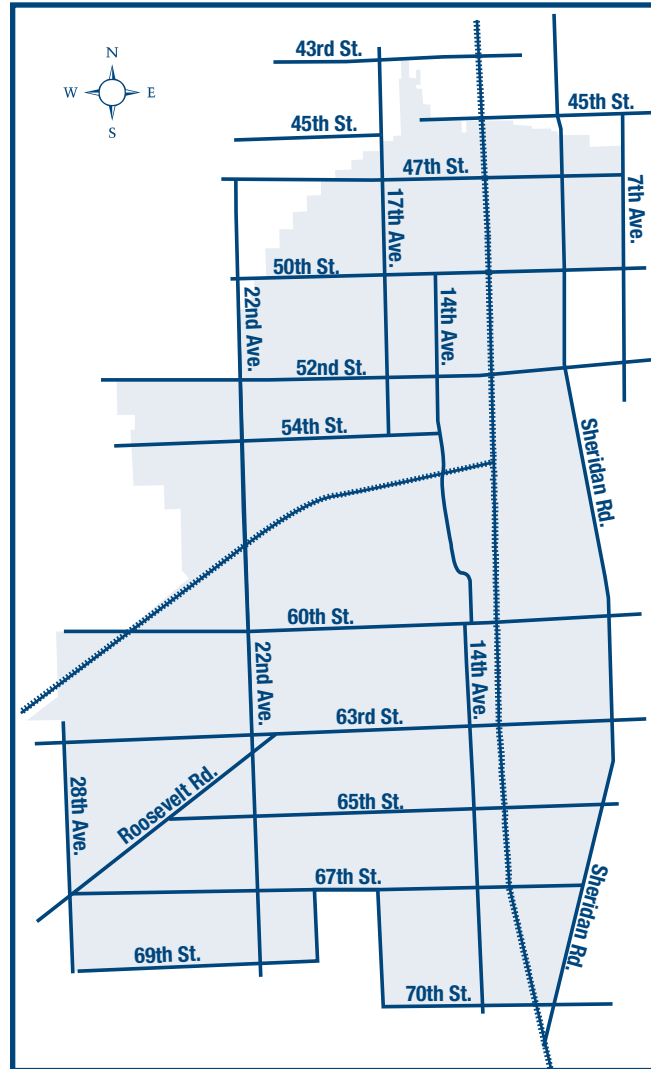 N
W E
S
43rd St.
45th St.
45th St.
47th St.
7th Ave.
17th Ave.
50th St.
22nd Ave.
14th Ave.
52nd St.
54th St.
Sheridan Rd.
60th St.
22nd Ave.
14th Ave.
63rd St.
28th Ave.
Roosevelt Rd.
65th St.
67th St.
Sheridan Rd.
69th St.
70th St.